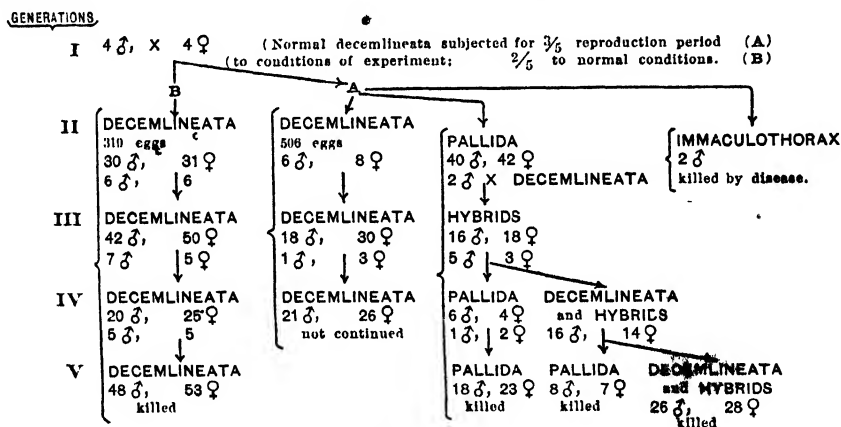 GENERATIONS,
I 4♂, X 4♀ (Normal decemlineata subjected for 3/5 reproduction period (A)
(to conditions of experiment; 2/5 to normal conditions. (B)
B A
II DECEMLINEATA DECEMLINEATA PALLIDA IMMACULOTHORAX
310 eggs 506 eggs 40♂, 42♀ 2♂
30♂, 31♀ 6♂, 8♀ 2♂ X DECEMLINEATA killed by disease.
6♂, 6
III DECEMLINEATA DECEMLINEATA HYBRIDS
42♂, 50♀ 18♂, 30♀ 16♂, 18♀
7♂ 5♀ 1♂, 3♀ 5♂ 3♀
IV DECEMLINEATA DECEMLINEATA PALLIDA DECEMLINEATA
20♂, 25♀ 21♂, 26♀ 6♂, 4♀ and HYBRIDS
5♂, 5 not continued 1♂, 2♀ 16♂, 14♀
V DECEMLINEATA PALLIDA PALLIDA DECEMLINEATA
48♂, 53♀ 18♂, 23♀ 8♂, 7♀ and HYBRIDS
killed killed killed 26♂, 28♀
killed